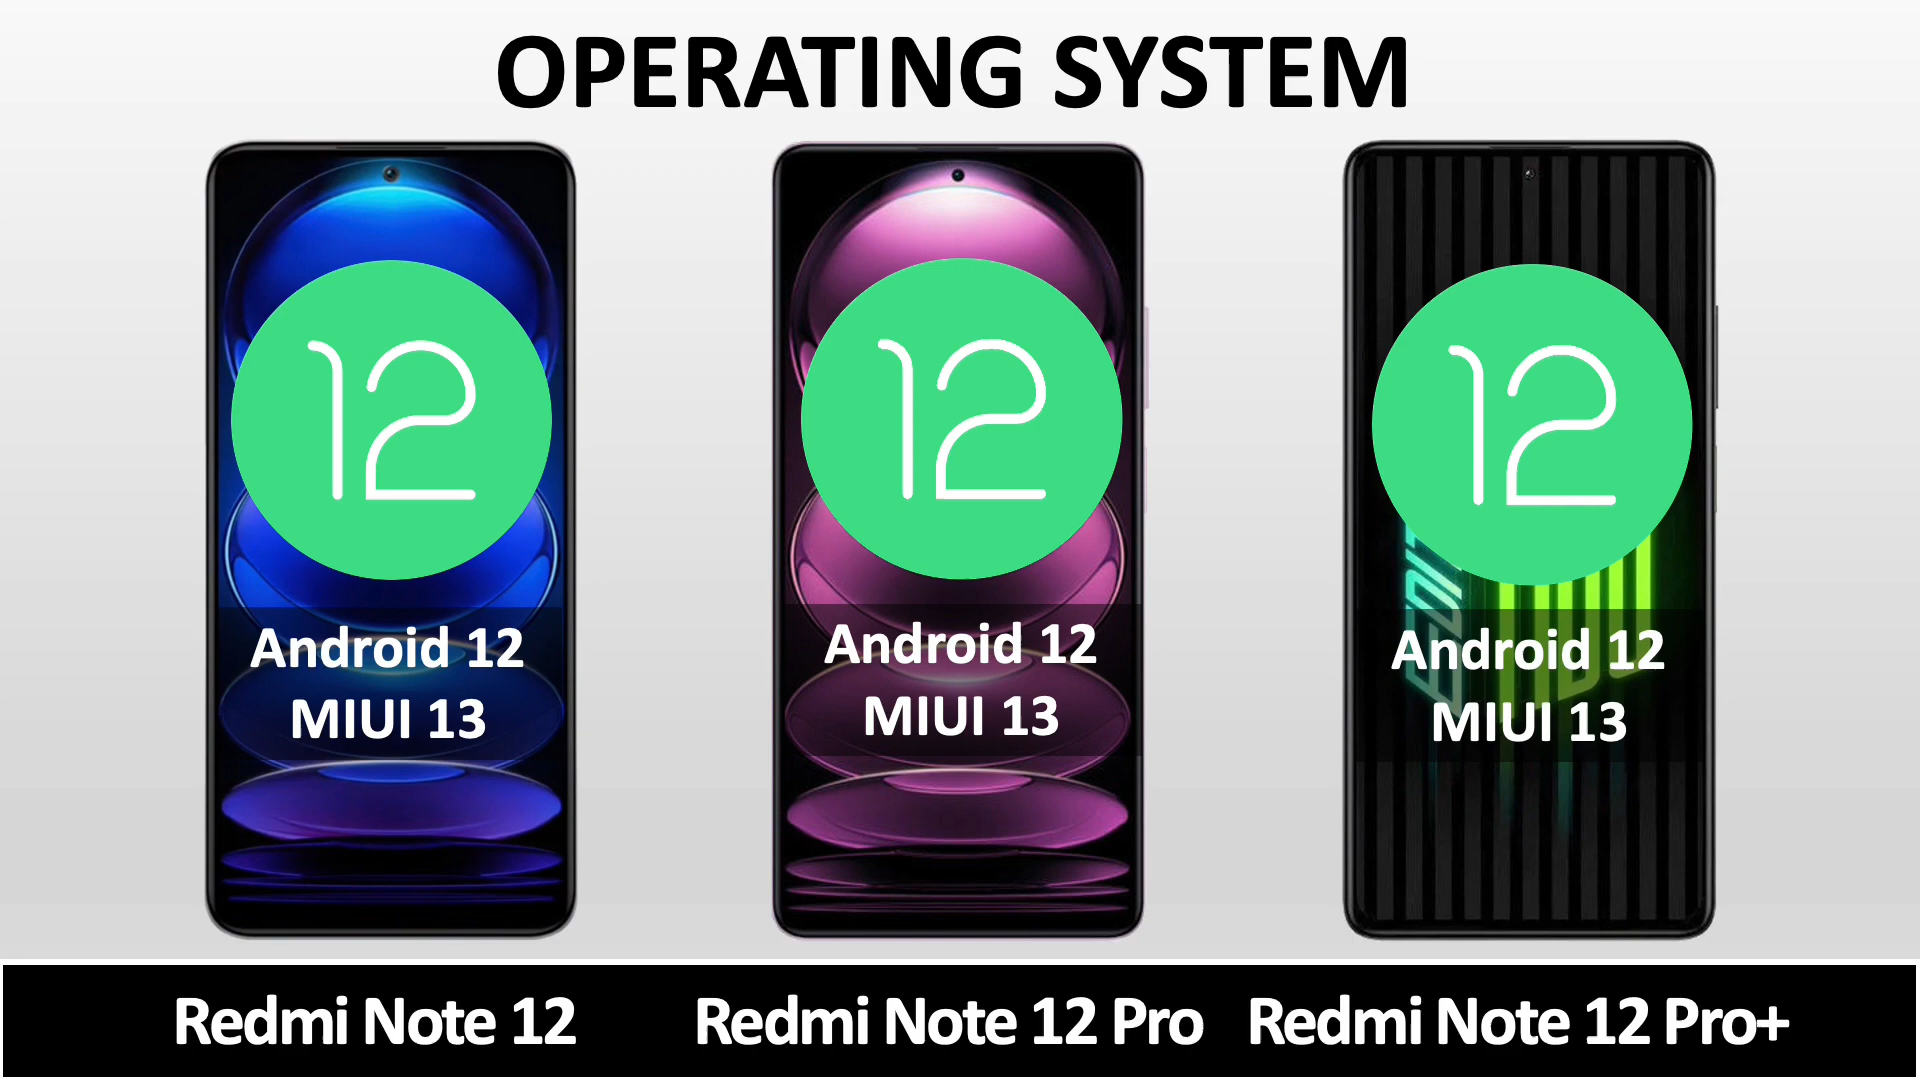 OPERATING SYSTEM
12
12
12
Android 12
MIUI 13
Android 12
MIUI 13
Android 12
MIUI 13
Redmi Note 12
Redmi Note 12 Pro
Redmi Note 12 Pro+